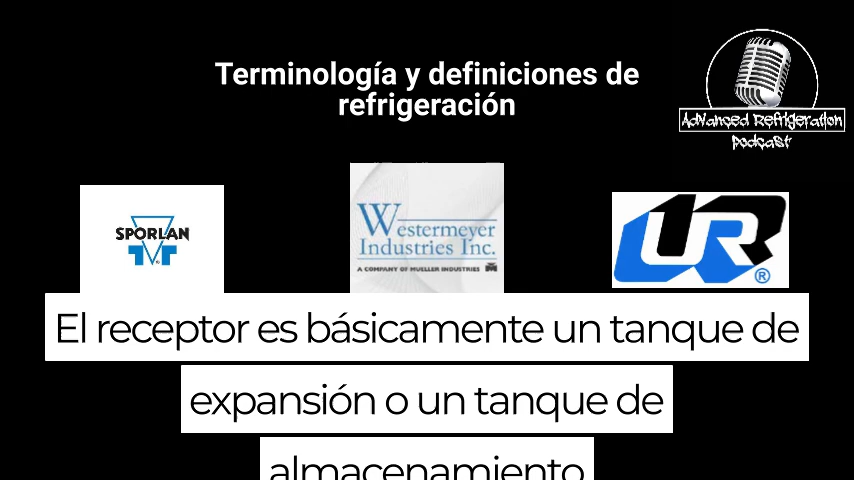 Terminología y definiciones de
refrigeración
Advanced Refrigeration
podcast
SPORLAN
Westermeyer
Industries Inc.
A COMPANY OF MUELLER INDUSTRIES
UR®
El receptor es básicamente un tanque de
expansión o un tanque de
almacenamiento